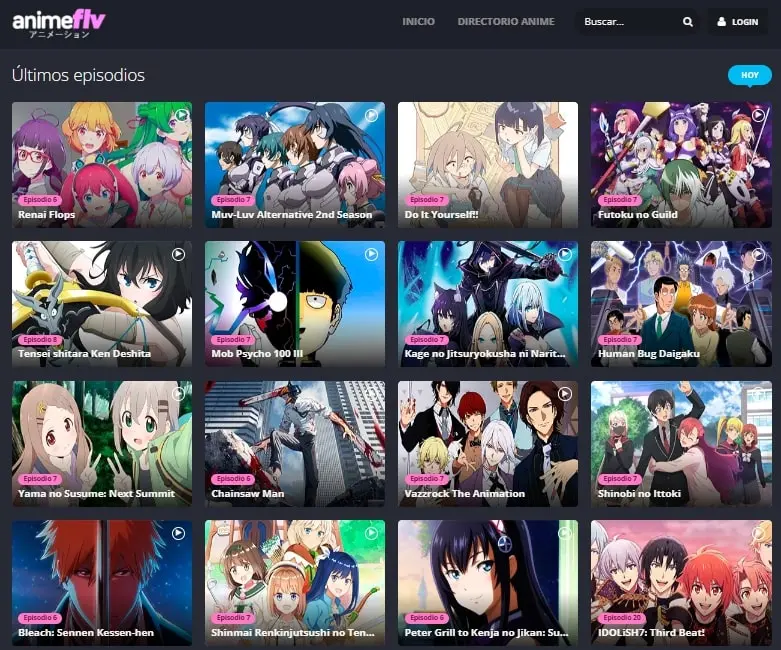 animeflv
アニメーション
INICIO
DIRECTORIO ANIME
Buscar...
LOGIN
Últimos episodios
HOY
Episodio 6
Renai Flops
Episodio 7
Muv-Luv Alternative 2nd Season
Episodio 7
Do It Yourself!!
Episodio 7
Futoku no Guild
Episodio 8
Tensei shitara Ken Deshita
Episodio 7
Mob Psycho 100 III
Episodio 7
Kage no Jitsuryokusha ni Narit...
Episodio 7
Human Bug Daigaku
Episodio 7
Yama no Susume: Next Summit
Episodio 6
Chainsaw Man
Episodio 7
Vazzrock The Animation
Episodio 7
Shinobi no Ittoki
Episodio 6
Bleach: Sennen Kessen-hen
Episodio 7
Shinmai Renkinjutsushi no Ten...
Episodio 6
Peter Grill to Kenja no Jikan: Su...
Episodio 20
IDOLiSH7: Third Beat!